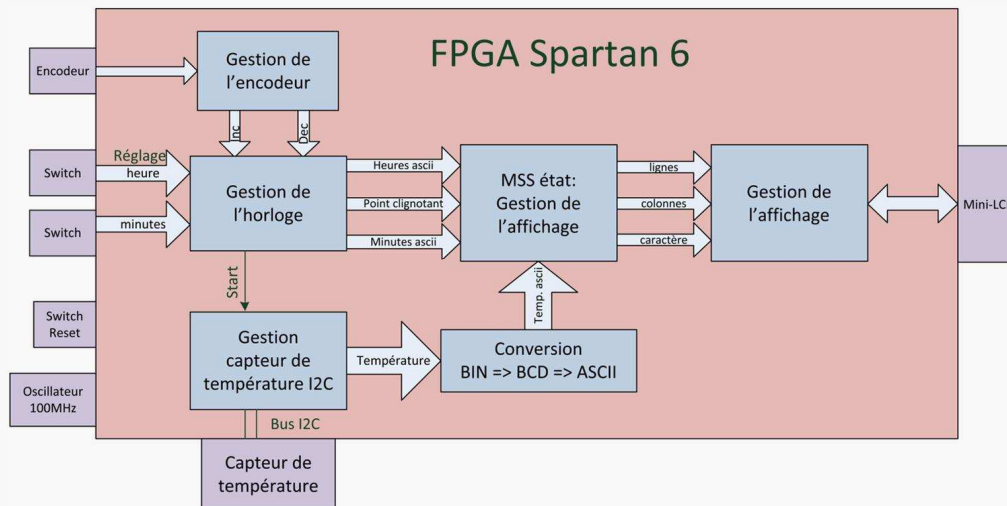 FPGA Spartan 6
Encodeur
Gestion de
l'encodeur
Inc
Dec
Switch
Réglage
heure
Switch
minutes
Gestion de
l'horloge
Heures ascii
Point clignotant
Minutes ascii
MSS état:
Gestion de
l'affichage
lignes
colonnes
caractère
Gestion de
l'affichage
Mini-LC
Start
Temp. ascii
Switch
Reset
Gestion
capteur de
température I2C
Température
Conversion
BIN => BCD => ASCII
Oscillateur
100MHz
Bus I2C
Capteur de
température